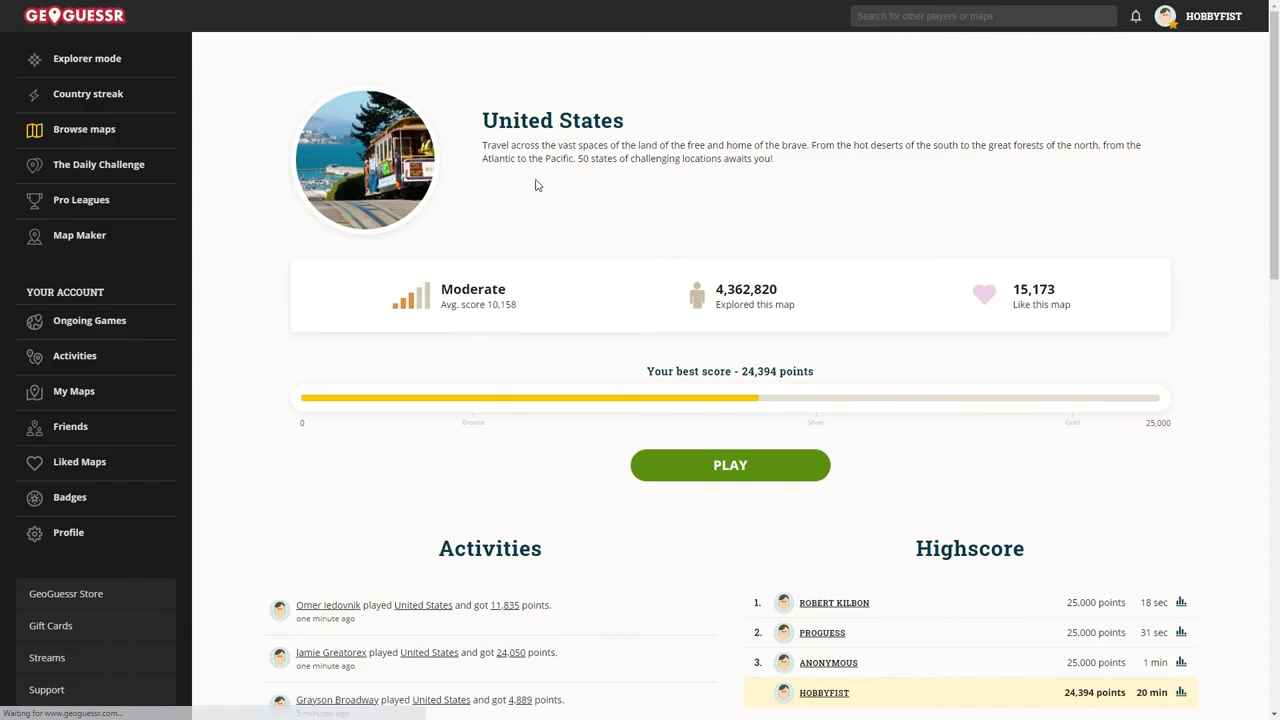 GEOGUESSR
Search for other players or maps
HOBBYFIST
Explorer mode
Country streak
Browse maps
The Daily Challenge
Pro Leagues
Map Maker
YOUR ACCOUNT
Ongoing Games
Activities
My Maps
Friends
Liked Maps
Badges
Profile
GeoGuessr Store
Gift Cards
Streams
Support
Waiting for www.geoguessr.com...
United States
Travel across the vast spaces of the land of the free and home of the brave. From the hot deserts of the south to the great forests of the north, from the
Atlantic to the Pacific. 50 states of challenging locations awaits you!
Moderate
Avg. score 10,158
4,362,820
Explored this map
15,173
Like this map
Your best score - 24,394 points
0 Bronze Silver Gold 25,000
PLAY
Activities
Omer Iedovnik played United States and got 11,835 points.
one minute ago
Jamie Greatorex played United States and got 24,050 points.
one minute ago
Grayson Broadway played United States and got 4,889 points.
5 minutes ago
Highscore
1. ROBERT KILBON 25,000 points 18 sec
2. PROGUESS 25,000 points 31 sec
3. ANONYMOUS 25,000 points 1 min
HOBBYFIST 24,394 points 20 min